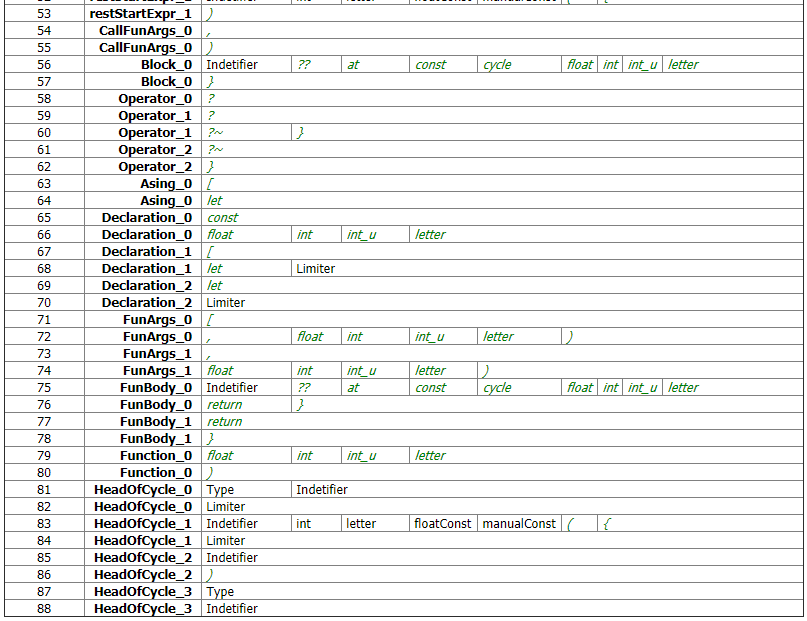 53 restStartExpr_1 )
54 CallFunArgs_0 ,
55 CallFunArgs_0 )
56 Block_0 Indetifier ?? at const cycle float int int_u letter
57 Block_0 }
58 Operator_0 ?
59 Operator_1 ?
60 Operator_1 ?~ }
61 Operator_2 ?~
62 Operator_2 }
63 Asing_0 [
64 Asing_0 let
65 Declaration_0 const
66 Declaration_0 float int int_u letter
67 Declaration_1 [
68 Declaration_1 let Limiter
69 Declaration_2 let
70 Declaration_2 Limiter
71 FunArgs_0 [
72 FunArgs_0 , float int int_u letter )
73 FunArgs_1 ,
74 FunArgs_1 float int int_u letter )
75 FunBody_0 Indetifier ?? at const cycle float int int_u letter
76 FunBody_0 return }
77 FunBody_1 return
78 FunBody_1 }
79 Function_0 float int int_u letter
80 Function_0 )
81 HeadOfCycle_0 Type Indetifier
82 HeadOfCycle_0 Limiter
83 HeadOfCycle_1 Indetifier int letter floatConst manualConst ( {
84 HeadOfCycle_1 Limiter
85 HeadOfCycle_2 Indetifier
86 HeadOfCycle_2 )
87 HeadOfCycle_3 Type
88 HeadOfCycle_3 Indetifier